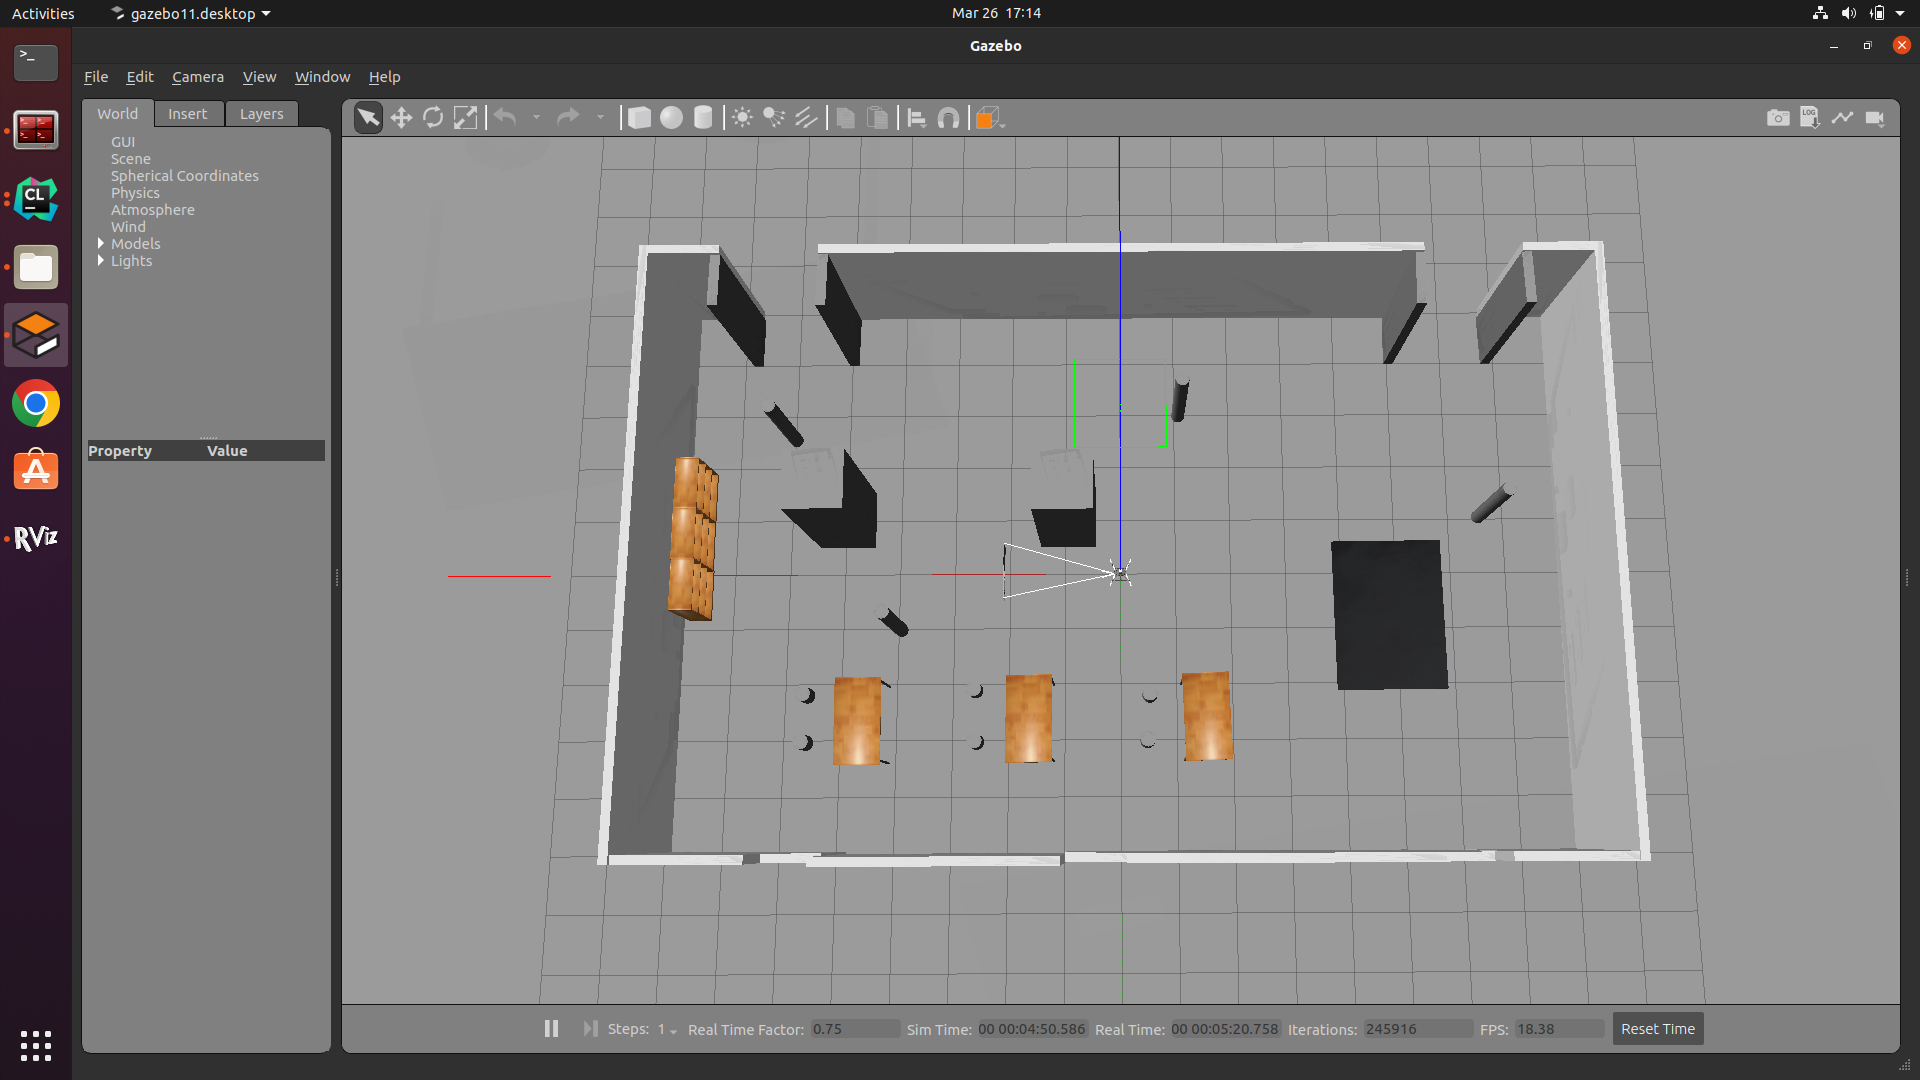 Activities gazebo11.desktop Mar 26 17:14
Gazebo
File Edit Camera View Window Help
World Insert Layers
LOG
GUI
Scene
Spherical Coordinates
Physics
Atmosphere
Wind
Models
Lights
Property Value
CL
RViz
Steps: 1 Real Time Factor: 0.75 Sim Time: 00 00:04:50.586 Real Time: 00 00:05:20.758 Iterations: 245916 FPS: 18.38 Reset Time